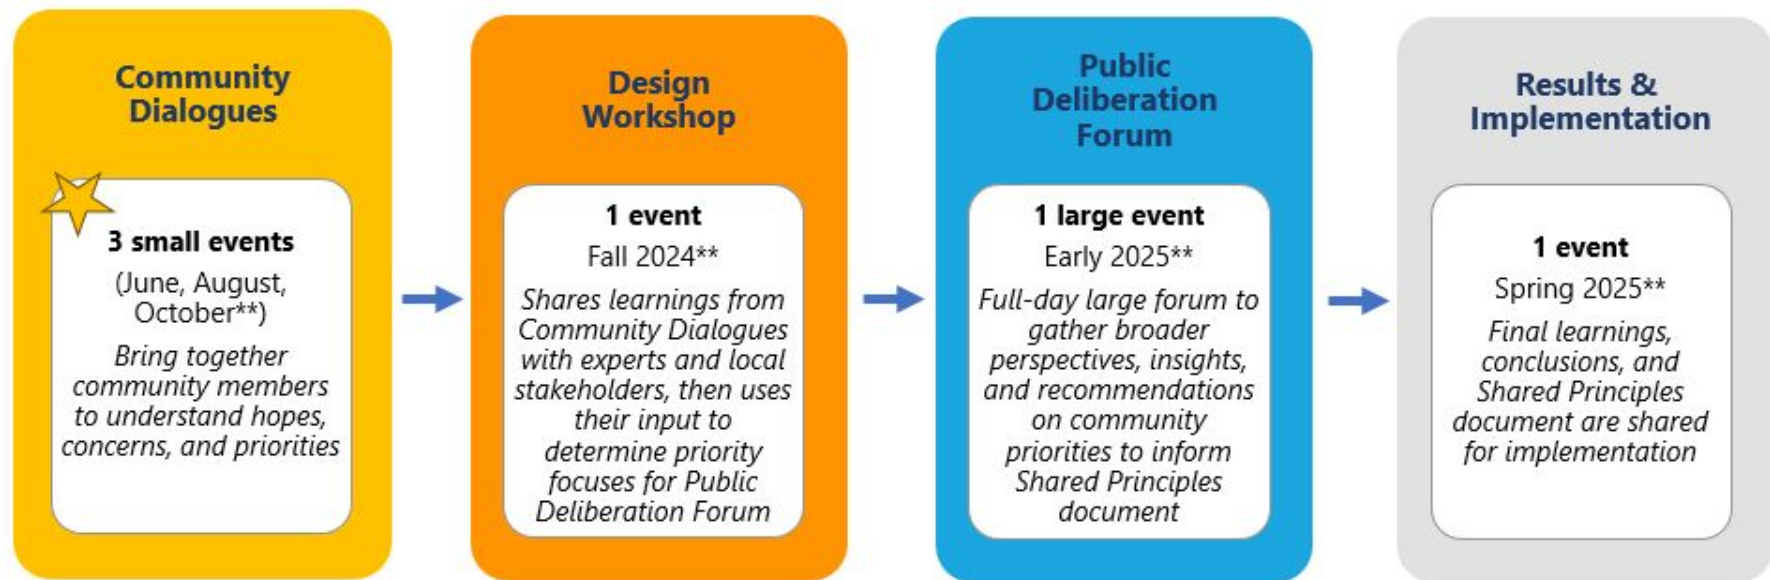 Community
Dialogues
3 small events
(June, August,
October**)
Bring together
community members
to understand hopes,
concerns, and priorities
Design
Workshop
1 event
Fall 2024**
Shares learnings from
Community Dialogues
with experts and local
stakeholders, then uses
their input to
determine priority
focuses for Public
Deliberation Forum
Public
Deliberation
Forum
1 large event
Early 2025**
Full-day large forum to
gather broader
perspectives, insights,
and recommendations
on community
priorities to inform
Shared Principles
document
Results &
Implementation
1 event
Spring 2025**
Final learnings,
conclusions, and
Shared Principles
document are shared
for implementation